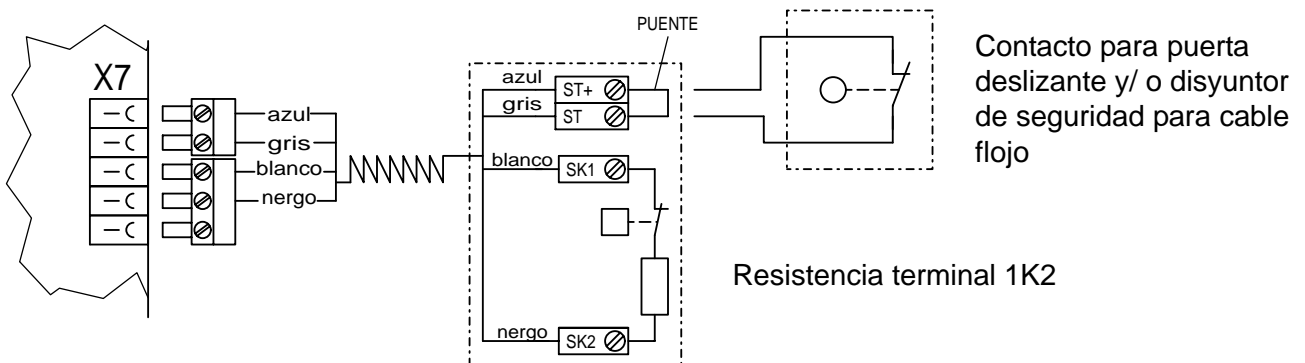 PUENTE
X7
azul
gris
blanco
nergo
azul
gris
blanco
nergo
ST+
ST
SK1
SK2
Contacto para puerta
deslizante y/ o disyuntor
de seguridad para cable
flojo
Resistencia terminal 1K2